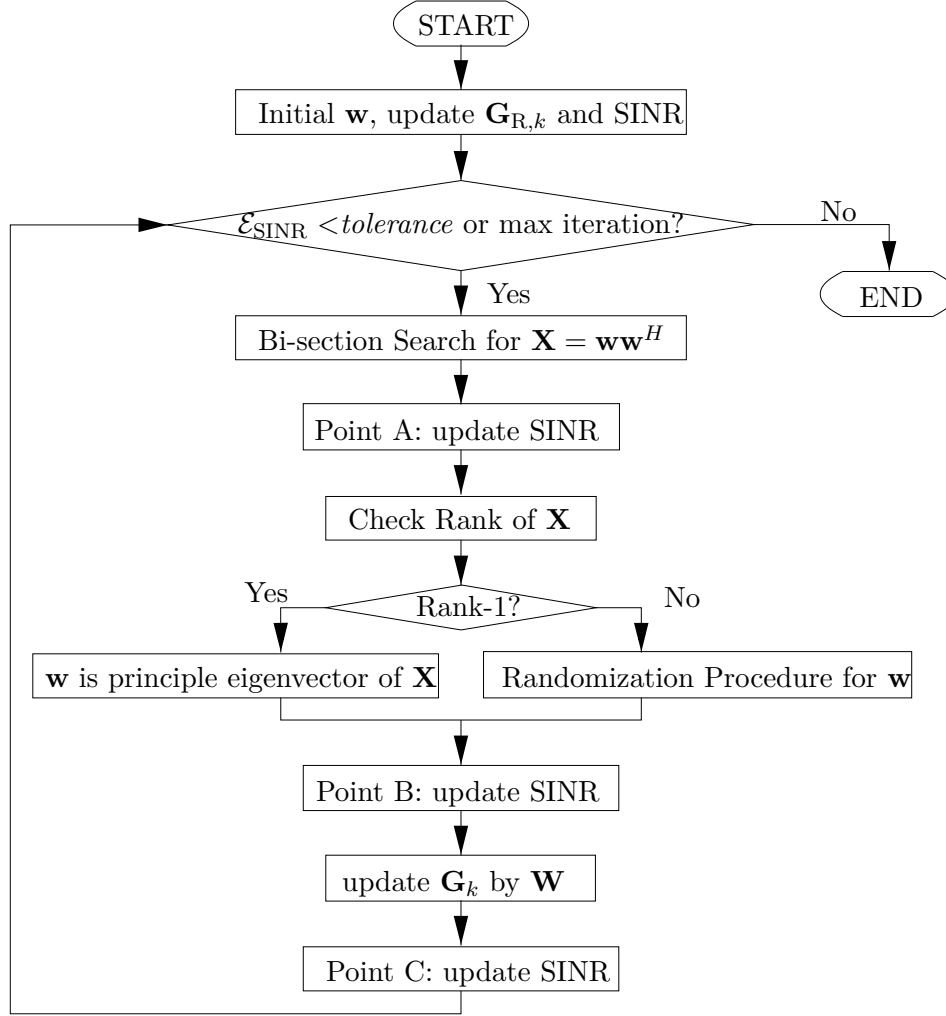 START
Initial w, update G_{R,k} and SINR
ℰ_{SINR} <tolerance or max iteration?
No
Yes
END
Bi-section Search for X = ww^H
Point A: update SINR
Check Rank of X
Yes
Rank-1?
No
w is principle eigenvector of X
Randomization Procedure for w
Point B: update SINR
update G_k by W
Point C: update SINR